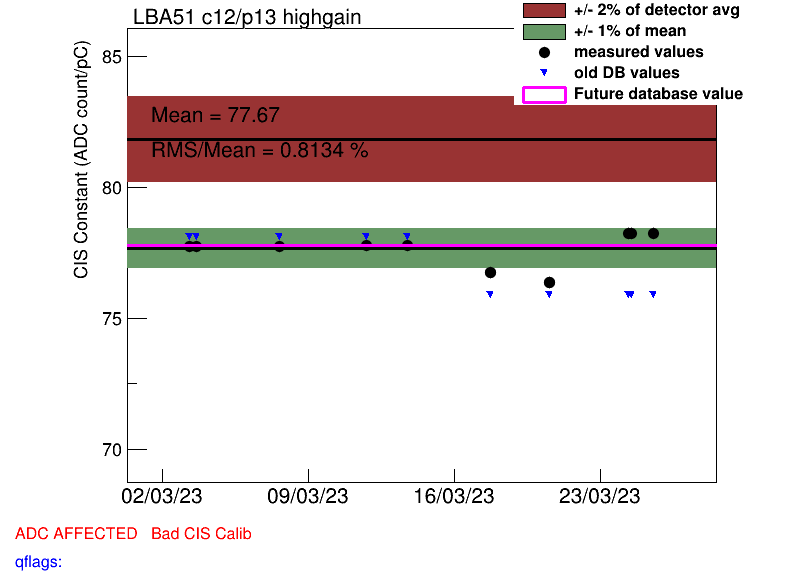 LBA51 c12/p13 highgain
+/- 2% of detector avg
+/- 1% of mean
measured values
old DB values
Future database value
CIS Constant (ADC count/pC)
85
80
75
70
Mean = 77.67
RMS/Mean = 0.8134 %
02/03/23 09/03/23 16/03/23 23/03/23
ADC AFFECTED Bad CIS Calib
qflags: